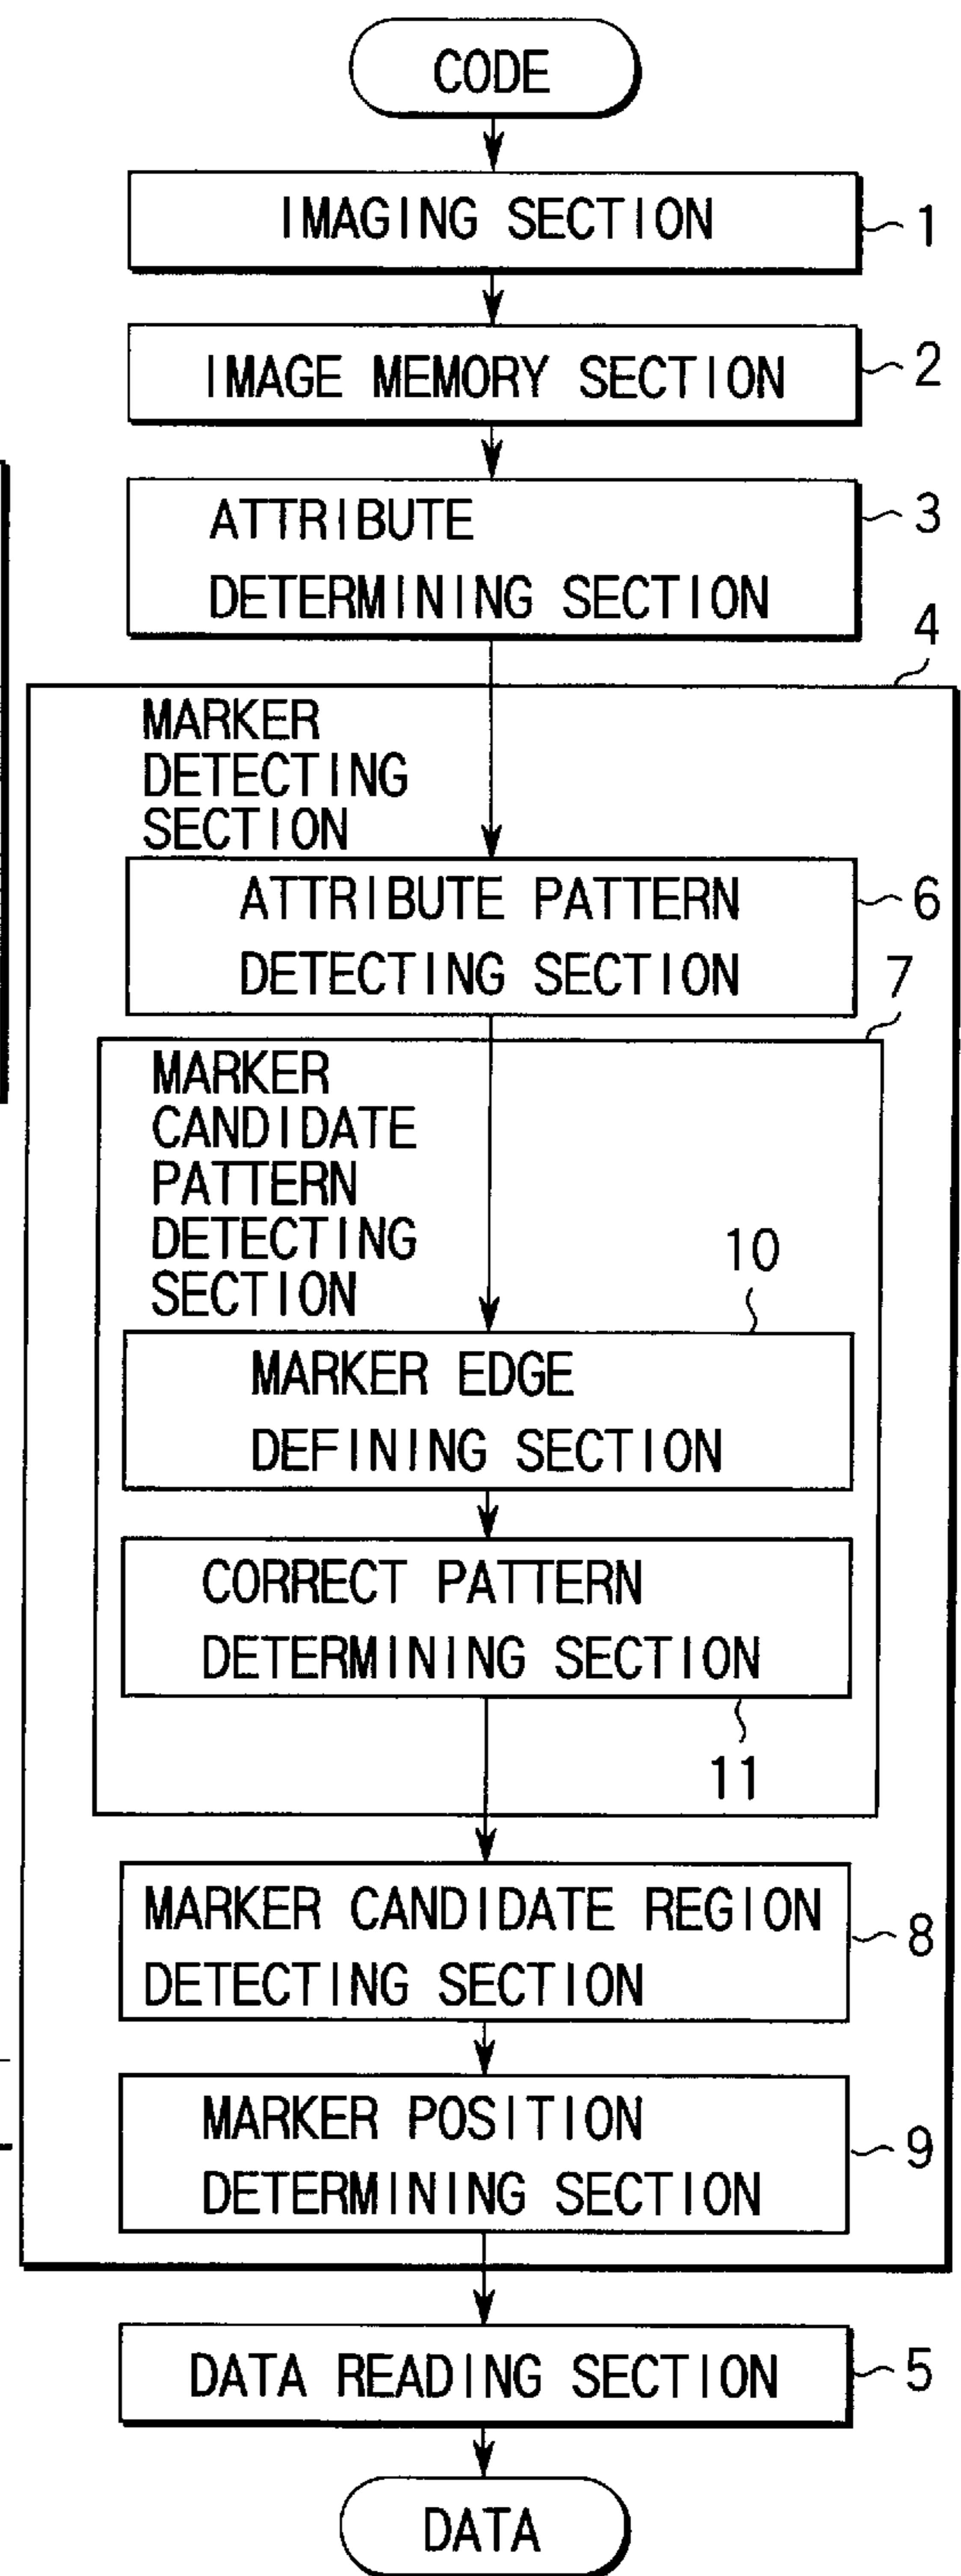 CODE
IMAGING SECTION
1
IMAGE MEMORY SECTION
2
ATTRIBUTE
DETERMINING SECTION
3
4
MARKER
DETECTING
SECTION
ATTRIBUTE PATTERN
DETECTING SECTION
6
7
MARKER
CANDIDATE
PATTERN
DETECTING
SECTION
10
MARKER EDGE
DEFINING SECTION
CORRECT PATTERN
DETERMINING SECTION
11
MARKER CANDIDATE REGION
DETECTING SECTION
8
MARKER POSITION
DETERMINING SECTION
9
DATA READING SECTION
5
DATA